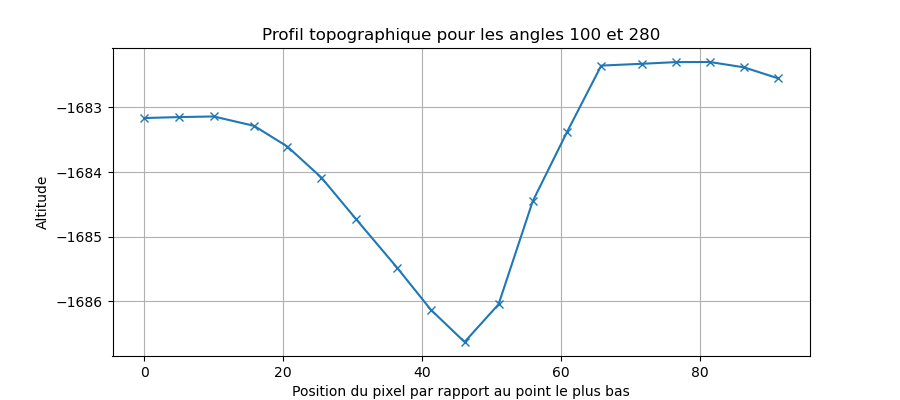 Profil topographique pour les angles 100 et 280
Altitude
−1683
−1684
−1685
−1686
0 20 40 60 80
Position du pixel par rapport au point le plus bas